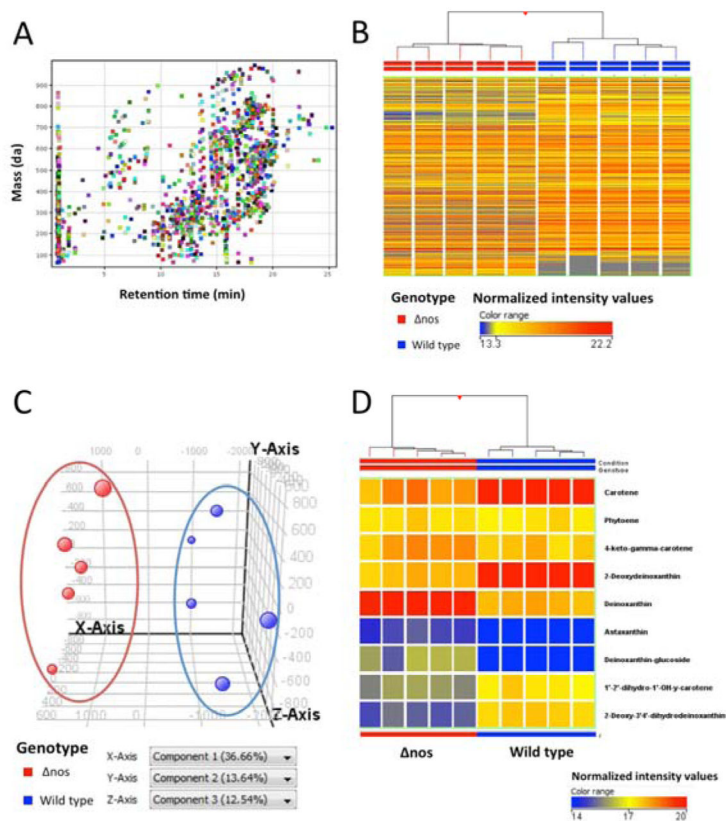 A
B
Mass (da)
900
800
700
600
500
400
300
200
100
5
10
15
20
25
Retention time (min)
Genotype
Δnos
Wild type
Normalized intensity values
Color range
13.3
22.2
C
D
Y-Axis
1000
0
-1000
X-Axis
Z-Axis
Genotype
Δnos
Wild type
X-Axis Component 1 (36.66%)
Y-Axis Component 2 (13.64%)
Z-Axis Component 3 (12.54%)
Condition
Genotype
Carotene
Phytoene
4-keto-gamma-carotene
2-Deoxydeinoxanthin
Deinoxanthin
Astaxanthin
Deinoxanthin-glucoside
1'-2'-dihydro-1'-OH-y-carotene
2-Deoxy-3'4'-dihydrodeinoxanthin
Δnos Wild type
Normalized intensity values
Color range
14 17 20